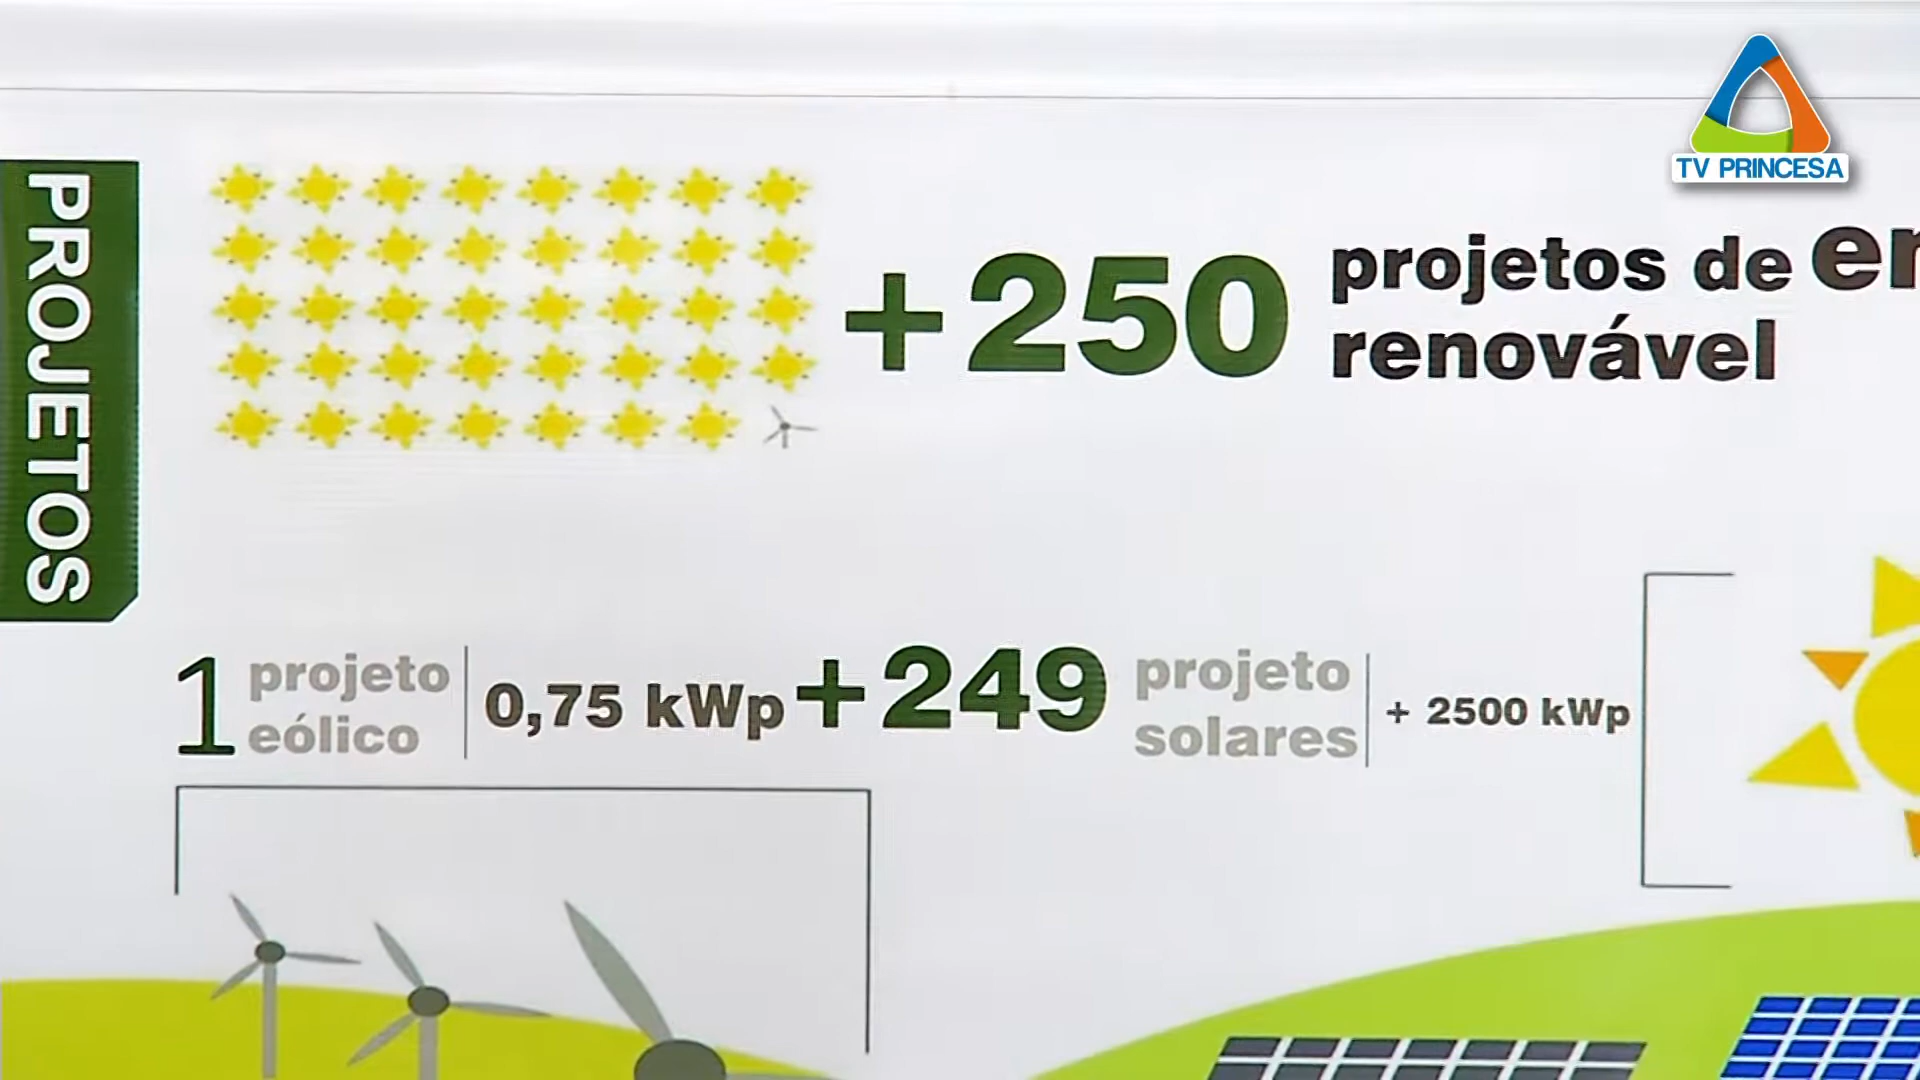 TV PRINCESA
PROJETOS
+250 projetos de
renovável
1 projeto
eólico
0,75 kWp
+249 projeto
solares
+ 2500 kWp